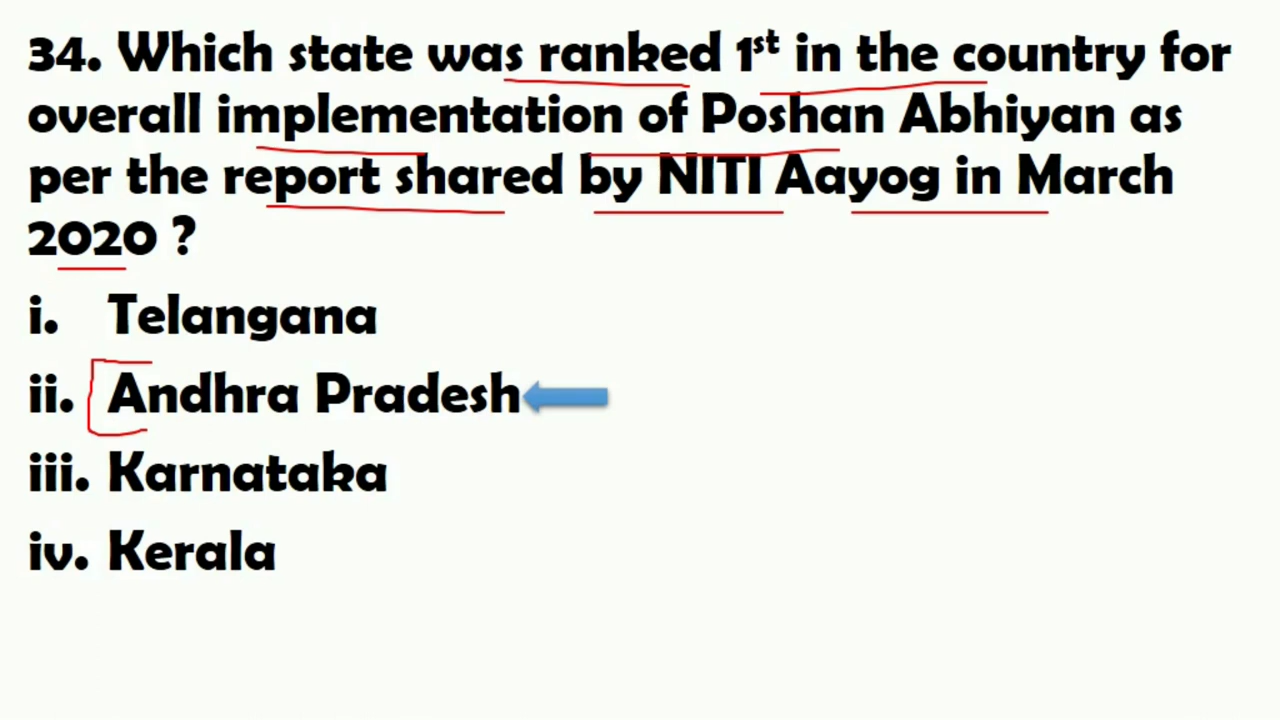 34. Which state was ranked 1st in the country for
overall implementation of Poshan Abhiyan as
per the report shared by NITI Aayog in March
2020 ?
i. Telangana
ii. Andhra Pradesh
iii. Karnataka
iv. Kerala